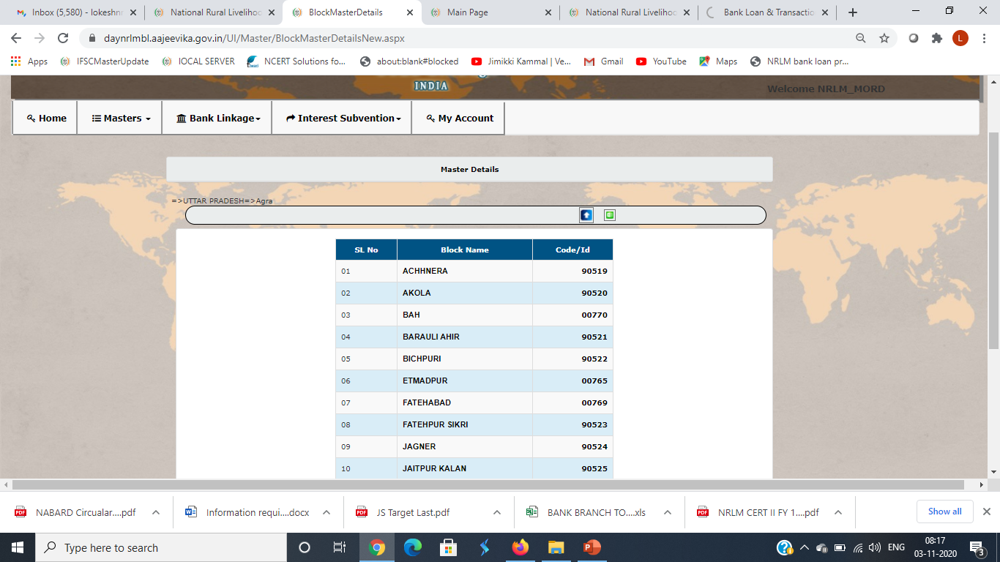 Inbox (5,580) - lokeshnr
National Rural Livelihoo
BlockMasterDetails
Main Page
National Rural Livelihoo
Bank Loan & Transactio
daynrlmbl.aajeevika.gov.in/UI/Master/BlockMasterDetailsNew.aspx
L
Apps
IFSCMasterUpdate
lOCAL SERVER
NCERT Solutions fo...
about:blank#blocked
Jimikki Kammal | Ve...
Gmail
YouTube
Maps
NRLM bank loan pr...
INDIA
Welcome NRLM_MORD
Home
Masters
Bank Linkage
Interest Subvention
My Account
Master Details
=>UTTAR PRADESH=>Agra
SL No Block Name Code/Id
01 ACHHNERA 90519
02 AKOLA 90520
03 BAH 00770
04 BARAULI AHIR 90521
05 BICHPURI 90522
06 ETMADPUR 00765
07 FATEHABAD 00769
08 FATEHPUR SIKRI 90523
09 JAGNER 90524
10 JAITPUR KALAN 90525
NABARD Circualar....pdf
Information requi....docx
JS Target Last.pdf
BANK BRANCH TO....xls
NRLM CERT II FY 1....pdf
Show all
Type here to search
ENG
08:17
03-11-2020
3